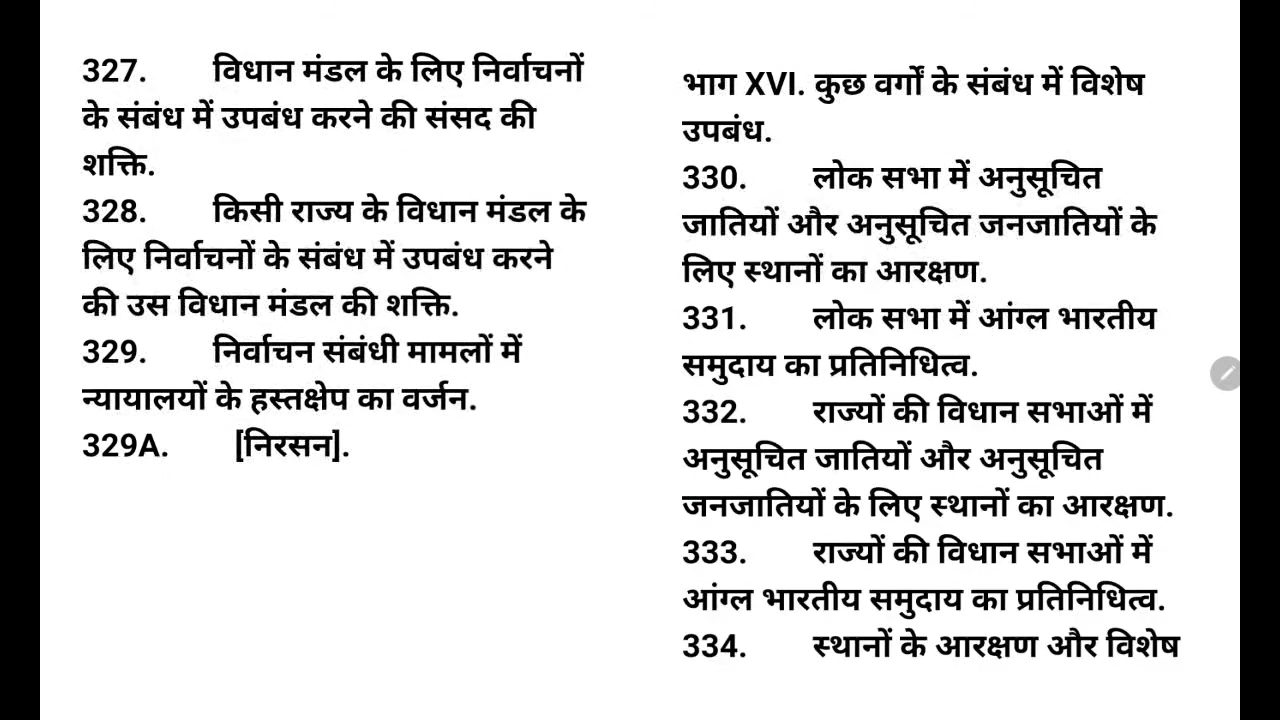 327. विधान मंडल के लिए निर्वाचनों
के संबंध में उपबंध करने की संसद की
शक्ति.
328. किसी राज्य के विधान मंडल के
लिए निर्वाचनों के संबंध में उपबंध करने
की उस विधान मंडल की शक्ति.
329. निर्वाचन संबंधी मामलों में
न्यायालयों के हस्तक्षेप का वर्जन.
329A. [निरसन].
भाग XVI. कुछ वर्गों के संबंध में विशेष
उपबंध.
330. लोक सभा में अनुसूचित
जातियों और अनुसूचित जनजातियों के
लिए स्थानों का आरक्षण.
331. लोक सभा में आंग्ल भारतीय
समुदाय का प्रतिनिधित्व.
332. राज्यों की विधान सभाओं में
अनुसूचित जातियों और अनुसूचित
जनजातियों के लिए स्थानों का आरक्षण.
333. राज्यों की विधान सभाओं में
आंग्ल भारतीय समुदाय का प्रतिनिधित्व.
334. स्थानों के आरक्षण और विशेष